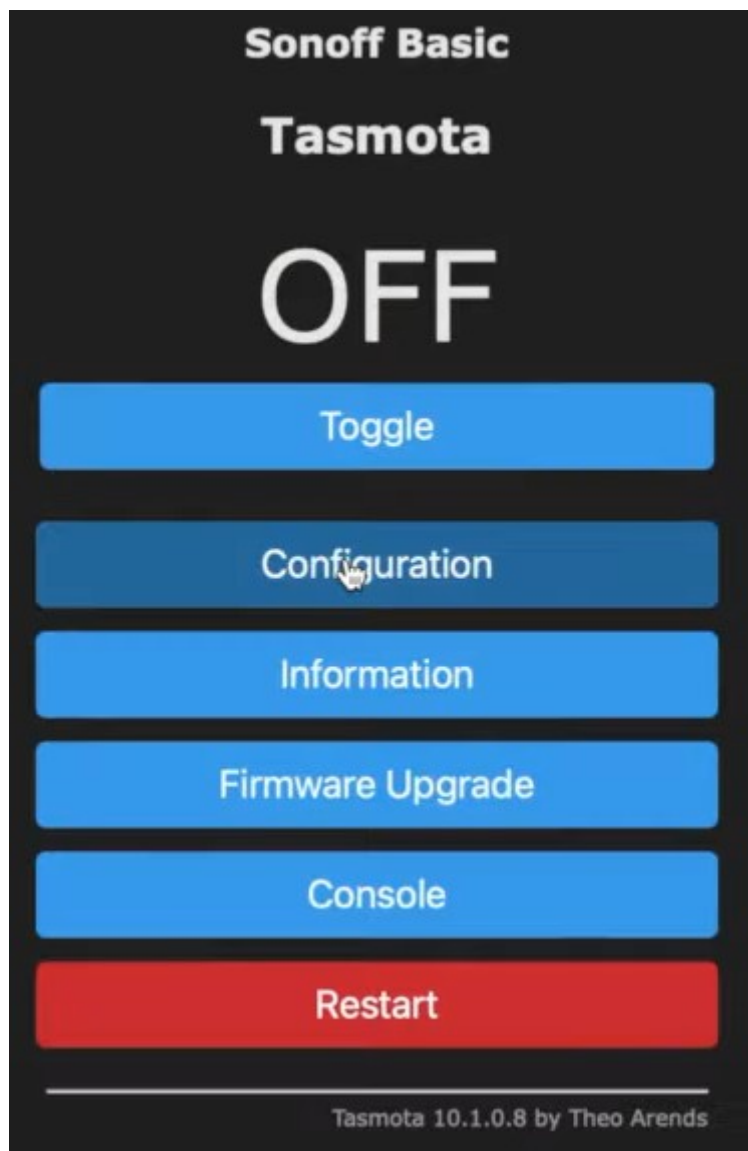 Sonoff Basic
Tasmota
OFF
Toggle
Configuration
Information
Firmware Upgrade
Console
Restart
Tasmota 10.1.0.8 by Theo Arends